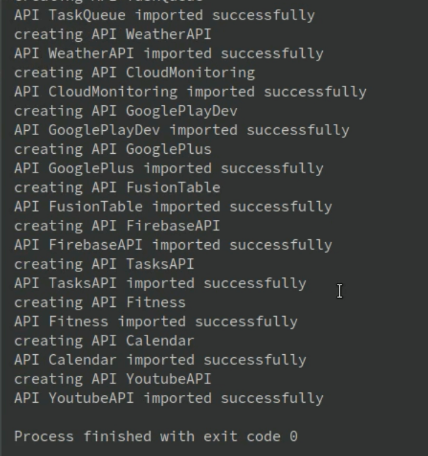 API TaskQueue imported successfully
creating API WeatherAPI
API WeatherAPI imported successfully
creating API CloudMonitoring
API CloudMonitoring imported successfully
creating API GooglePlayDev
API GooglePlayDev imported successfully
creating API GooglePlus
API GooglePlus imported successfully
creating API FusionTable
API FusionTable imported successfully
creating API FirebaseAPI
API FirebaseAPI imported successfully
creating API TasksAPI
API TasksAPI imported successfully
creating API Fitness
API Fitness imported successfully
creating API Calendar
API Calendar imported successfully
creating API YoutubeAPI
API YoutubeAPI imported successfully
Process finished with exit code 0